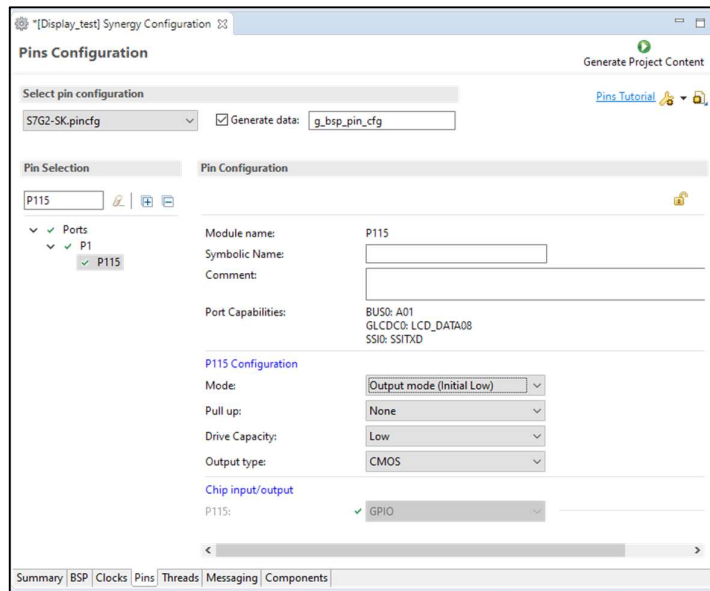 *[Display_test] Synergy Configuration
Pins Configuration
Generate Project Content
Select pin configuration
Pins Tutorial
S7G2-SK.pincfg
Generate data:
g_bsp_pin_cfg
Pin Selection
Pin Configuration
P115
Ports
P1
P115
Module name:
P115
Symbolic Name:
Comment:
Port Capabilities:
BUS0: A01
GLCDC0: LCD_DATA08
SSI0: SSITXD
P115 Configuration
Mode:
Output mode (Initial Low)
Pull up:
None
Drive Capacity:
Low
Output type:
CMOS
Chip input/output
P115:
GPIO
Summary
BSP
Clocks
Pins
Threads
Messaging
Components